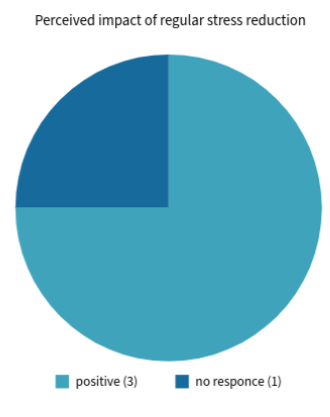 Perceived impact of regular stress reduction
positive (3) no responce (1)